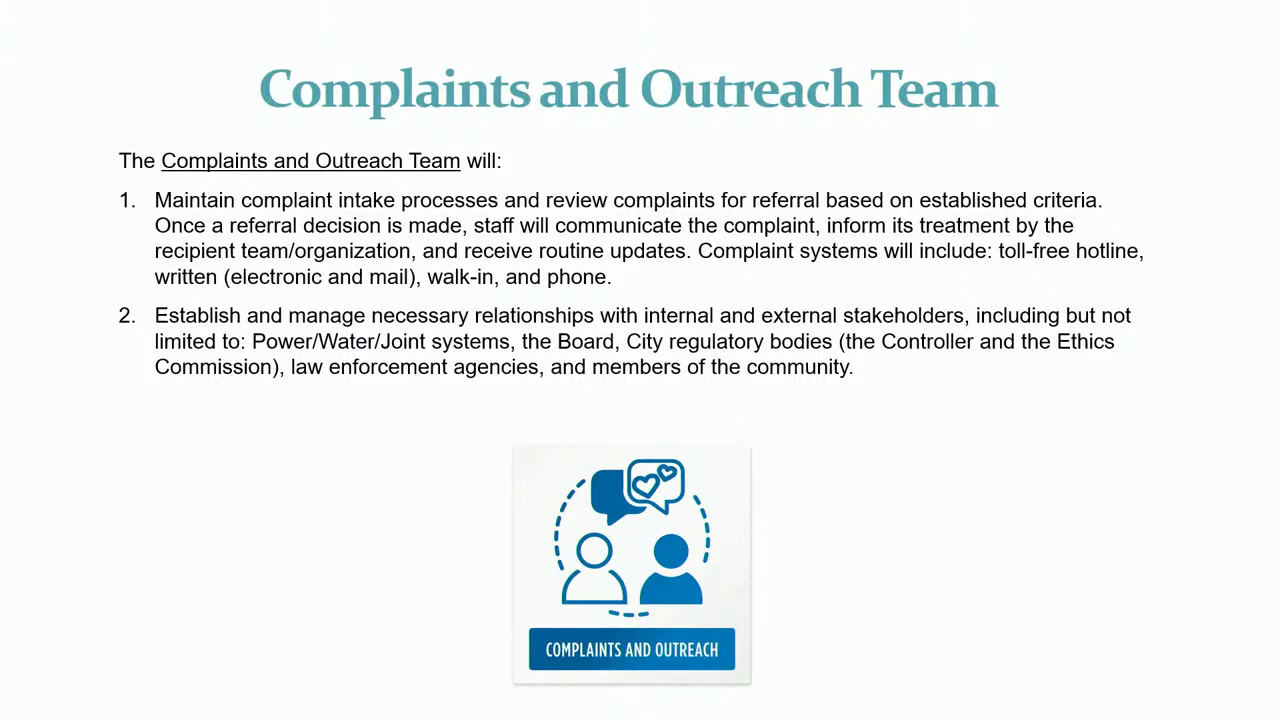 Complaints and Outreach Team
The Complaints and Outreach Team will:
1. Maintain complaint intake processes and review complaints for referral based on established criteria.
Once a referral decision is made, staff will communicate the complaint, inform its treatment by the
recipient team/organization, and receive routine updates. Complaint systems will include: toll-free hotline,
written (electronic and mail), walk-in, and phone.
2. Establish and manage necessary relationships with internal and external stakeholders, including but not
limited to: Power/Water/Joint systems, the Board, City regulatory bodies (the Controller and the Ethics
Commission), law enforcement agencies, and members of the community.
COMPLAINTS AND OUTREACH